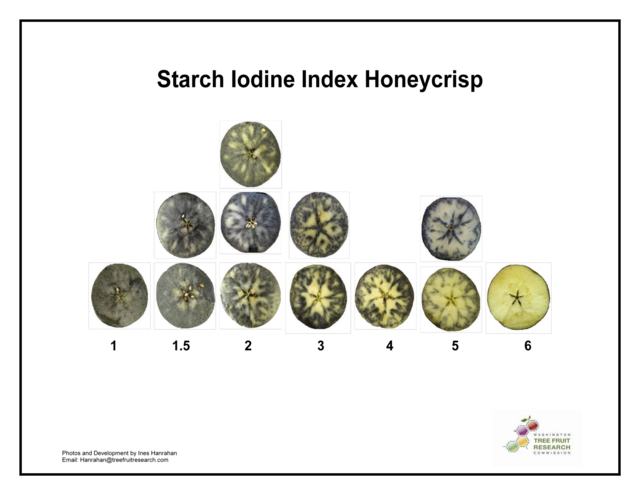 Starch Iodine Index Honeycrisp
1 1.5 2 3 4 5 6
Photos and Development by Ines Hanrahan
Email: Hanrahan@treefruitresearch.com
WASHINGTON
TREE FRUIT
RESEARCH
COMMISSION